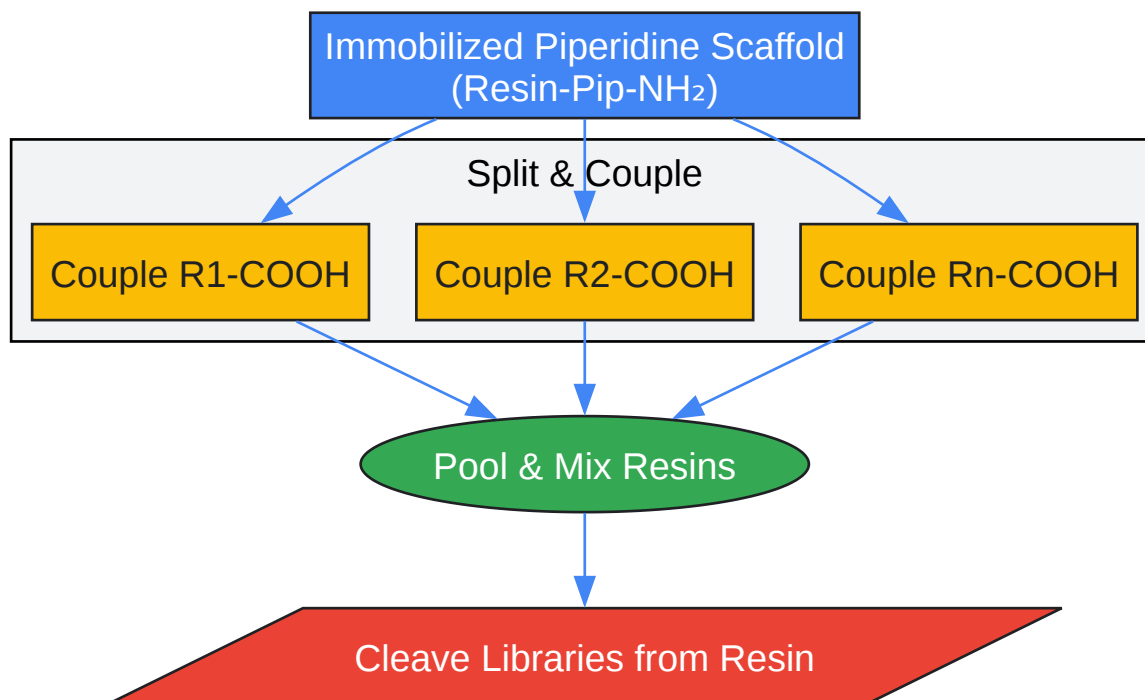 Immobilized Piperidine Scaffold
(Resin-Pip-NH₂)
Split & Couple
Couple R1-COOH
Couple R2-COOH
Couple Rn-COOH
Pool & Mix Resins
Cleave Libraries from Resin